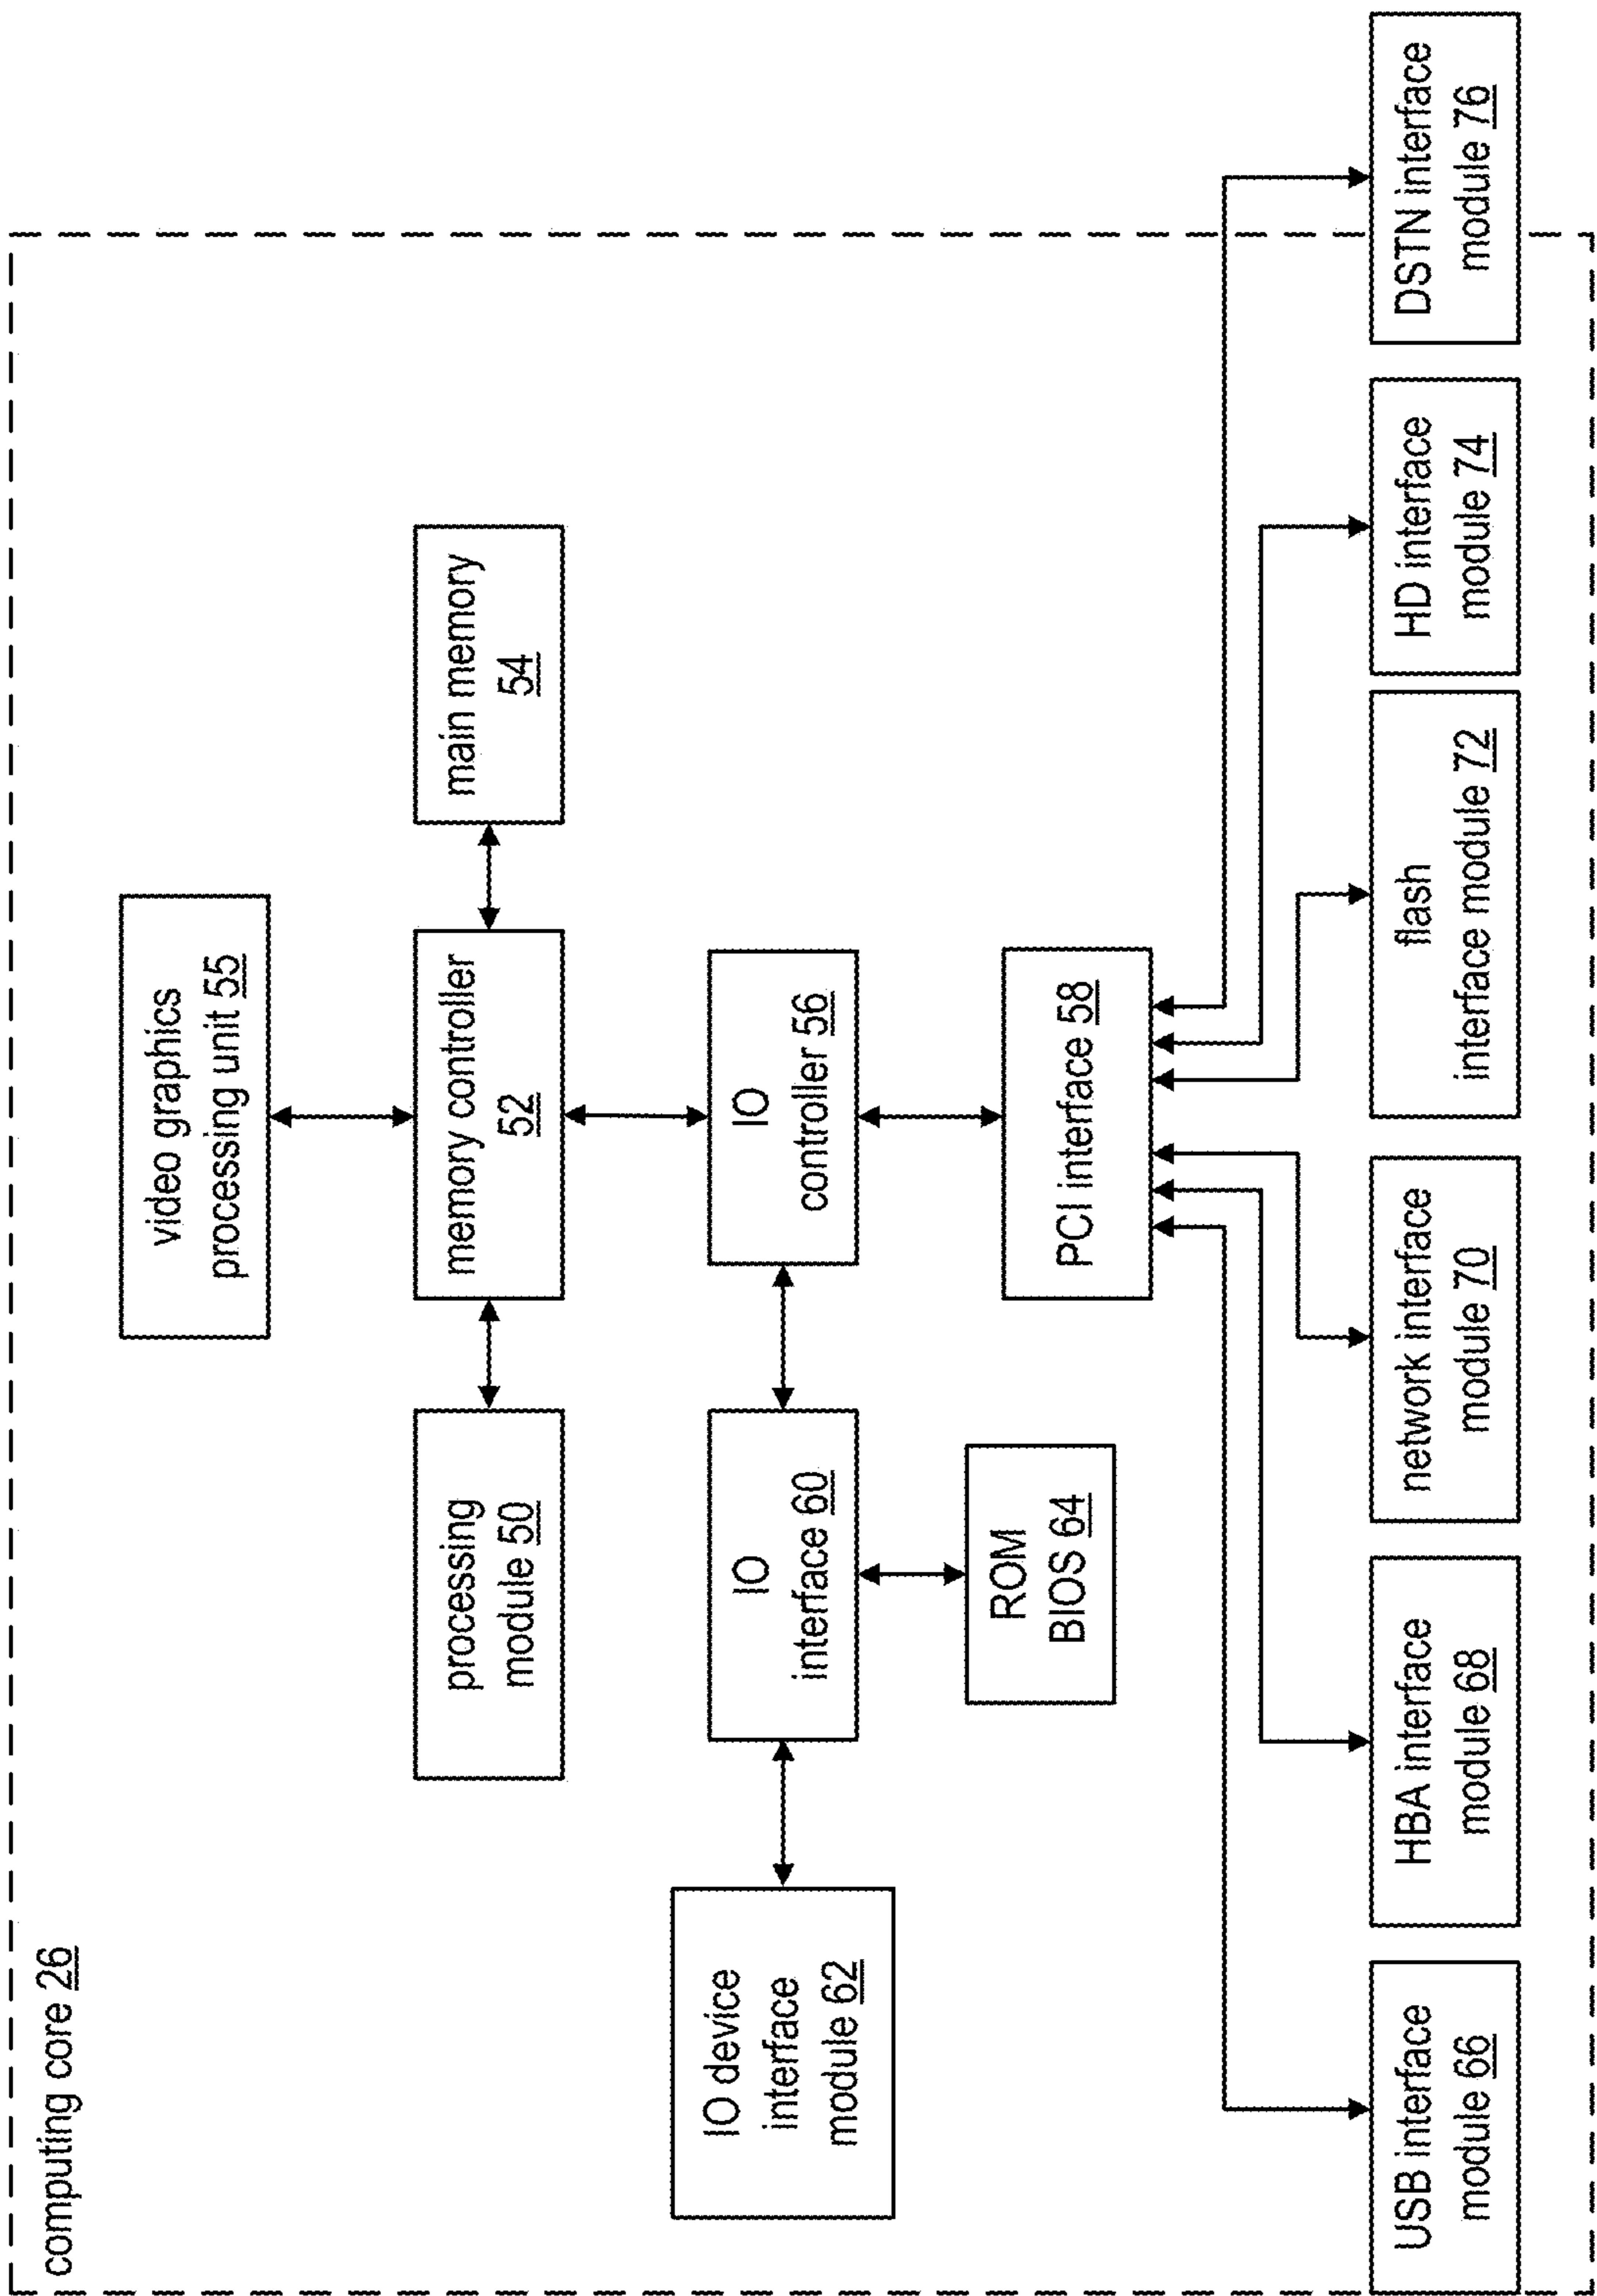 computing core 26
video graphics
processing unit 55
processing
module 50
memory controller
52
main memory
54
IO device
interface
module 62
IO
interface 60
IO
controller 56
ROM
BIOS 64
PCI interface 58
USB interface
module 66
HBA interface
module 68
network interface
module 70
flash
interface module 72
HD interface
module 74
DSTN interface
module 76